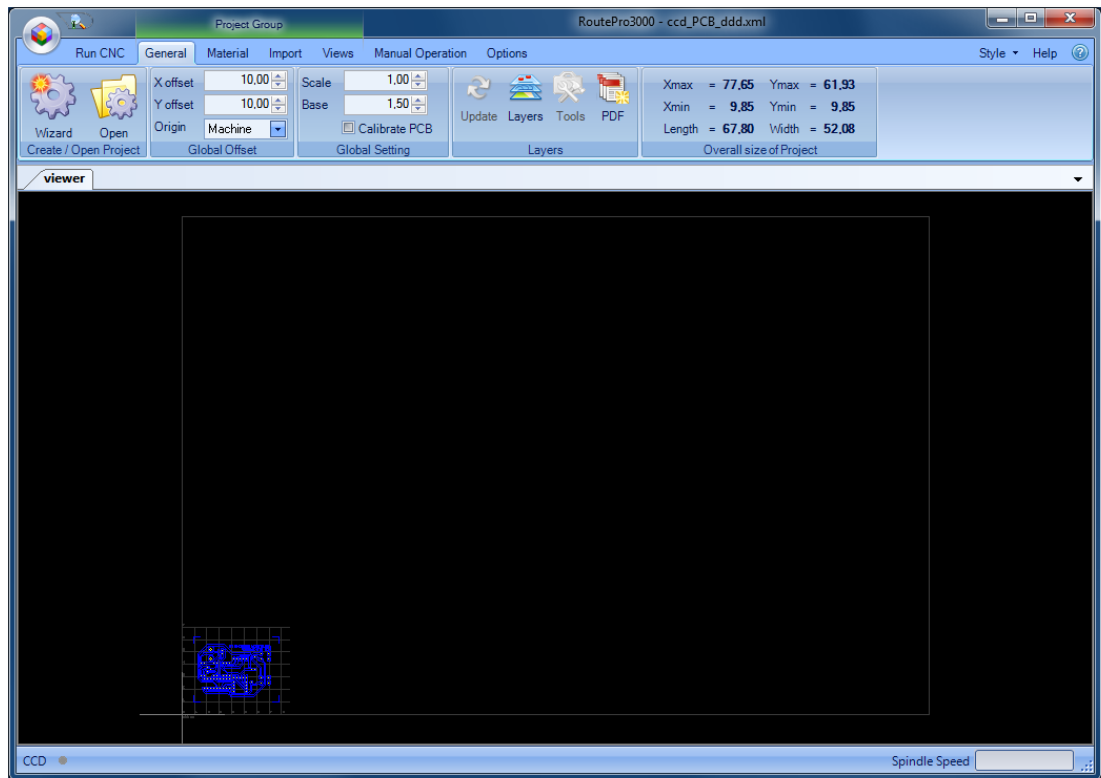 Project Group RoutePro3000 - ccd_PCB_ddd.xml
Run CNC General Material Import Views Manual Operation Options Style Help
X offset 10,00 Scale 1,00 Xmax = 77,65 Ymax = 61,93
Y offset 10,00 Base 1,50 Update Layers Tools PDF Xmin = 9,85 Ymin = 9,85
Wizard Open Origin Machine Calibrate PCB Length = 67,80 Width = 52,08
Create / Open Project Global Offset Global Setting Layers Overall size of Project
viewer
CCD Spindle Speed